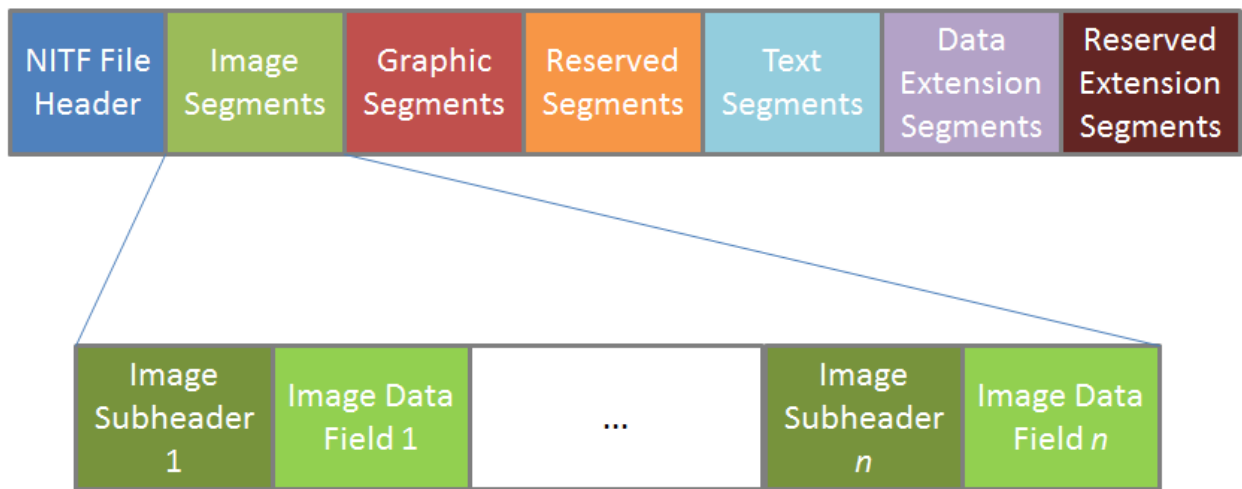 NITF File
Header
Image
Segments
Graphic
Segments
Reserved
Segments
Text
Segments
Data
Extension
Segments
Reserved
Extension
Segments
Image
Subheader
1
Image Data
Field 1
...
Image
Subheader
n
Image Data
Field n